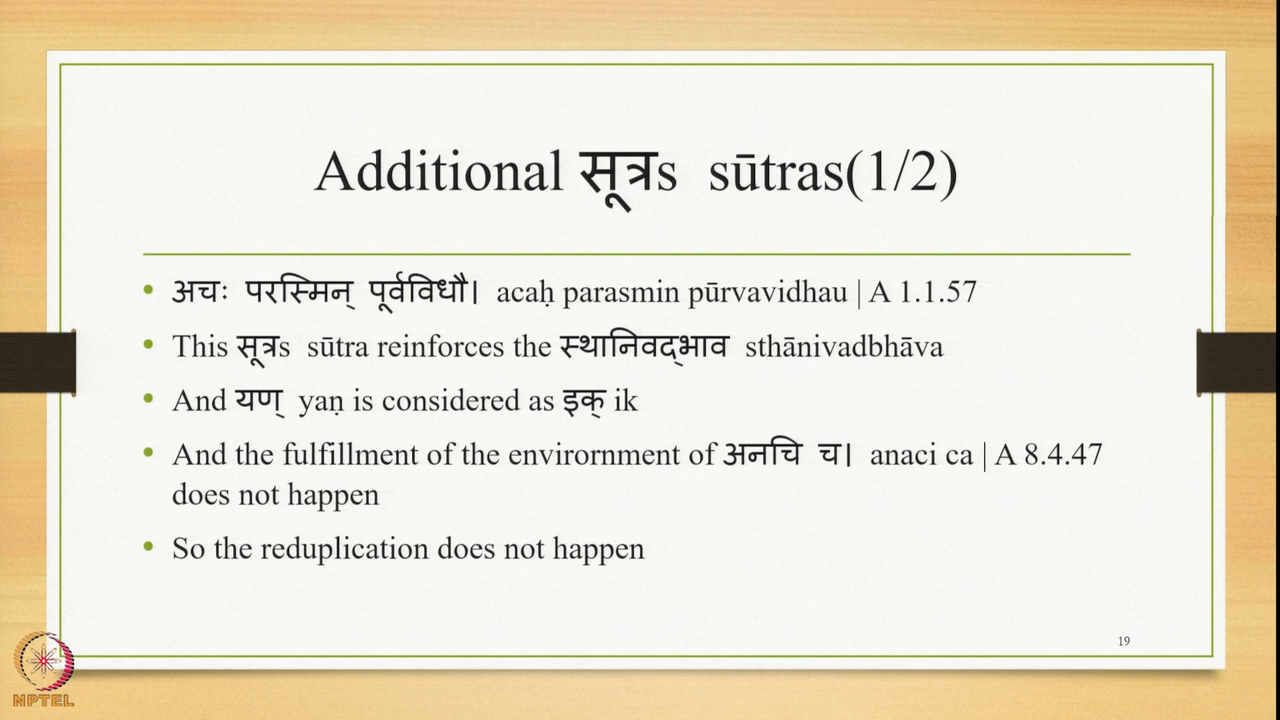 Additional सूत्रs sūtras(1/2)
• अचः परस्मिन् पूर्वविधौ। acaḥ parasmin pūrvavidhau | A 1.1.57
• This सूत्रs sūtra reinforces the स्थानिवद्भाव sthānivadbhāva
• And यण् yaṇ is considered as इक् ik
• And the fulfillment of the envirornment of अनचि च। anaci ca | A 8.4.47
does not happen
• So the reduplication does not happen
19
NPTEL